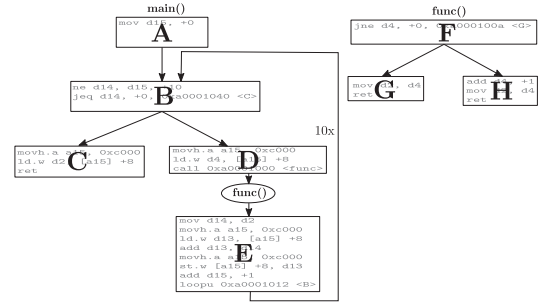 main()
mov d15, +0
A
ne d14, d15, +10
jeq d14, +0, 0xa0001040 <C>
B
movh.a a15, 0xc000
ld.w d2, [a15] +8
ret
C
movh.a a15, 0xc000
ld.w d4, [a15] +8
call 0xa0001000 <func>
D
func()
mov d14, d2
movh.a a15, 0xc000
ld.w d13, [a15] +8
add d13, d14
movh.a a15, 0xc000
st.w [a15] +8, d13
add d15, +1
loopu 0xa0001012 <B>
E
10x
func()
jne d4, +0, 0xa000100a <G>
F
mov d2, d4
ret
G
add d4, +1
mov d2, d4
ret
H